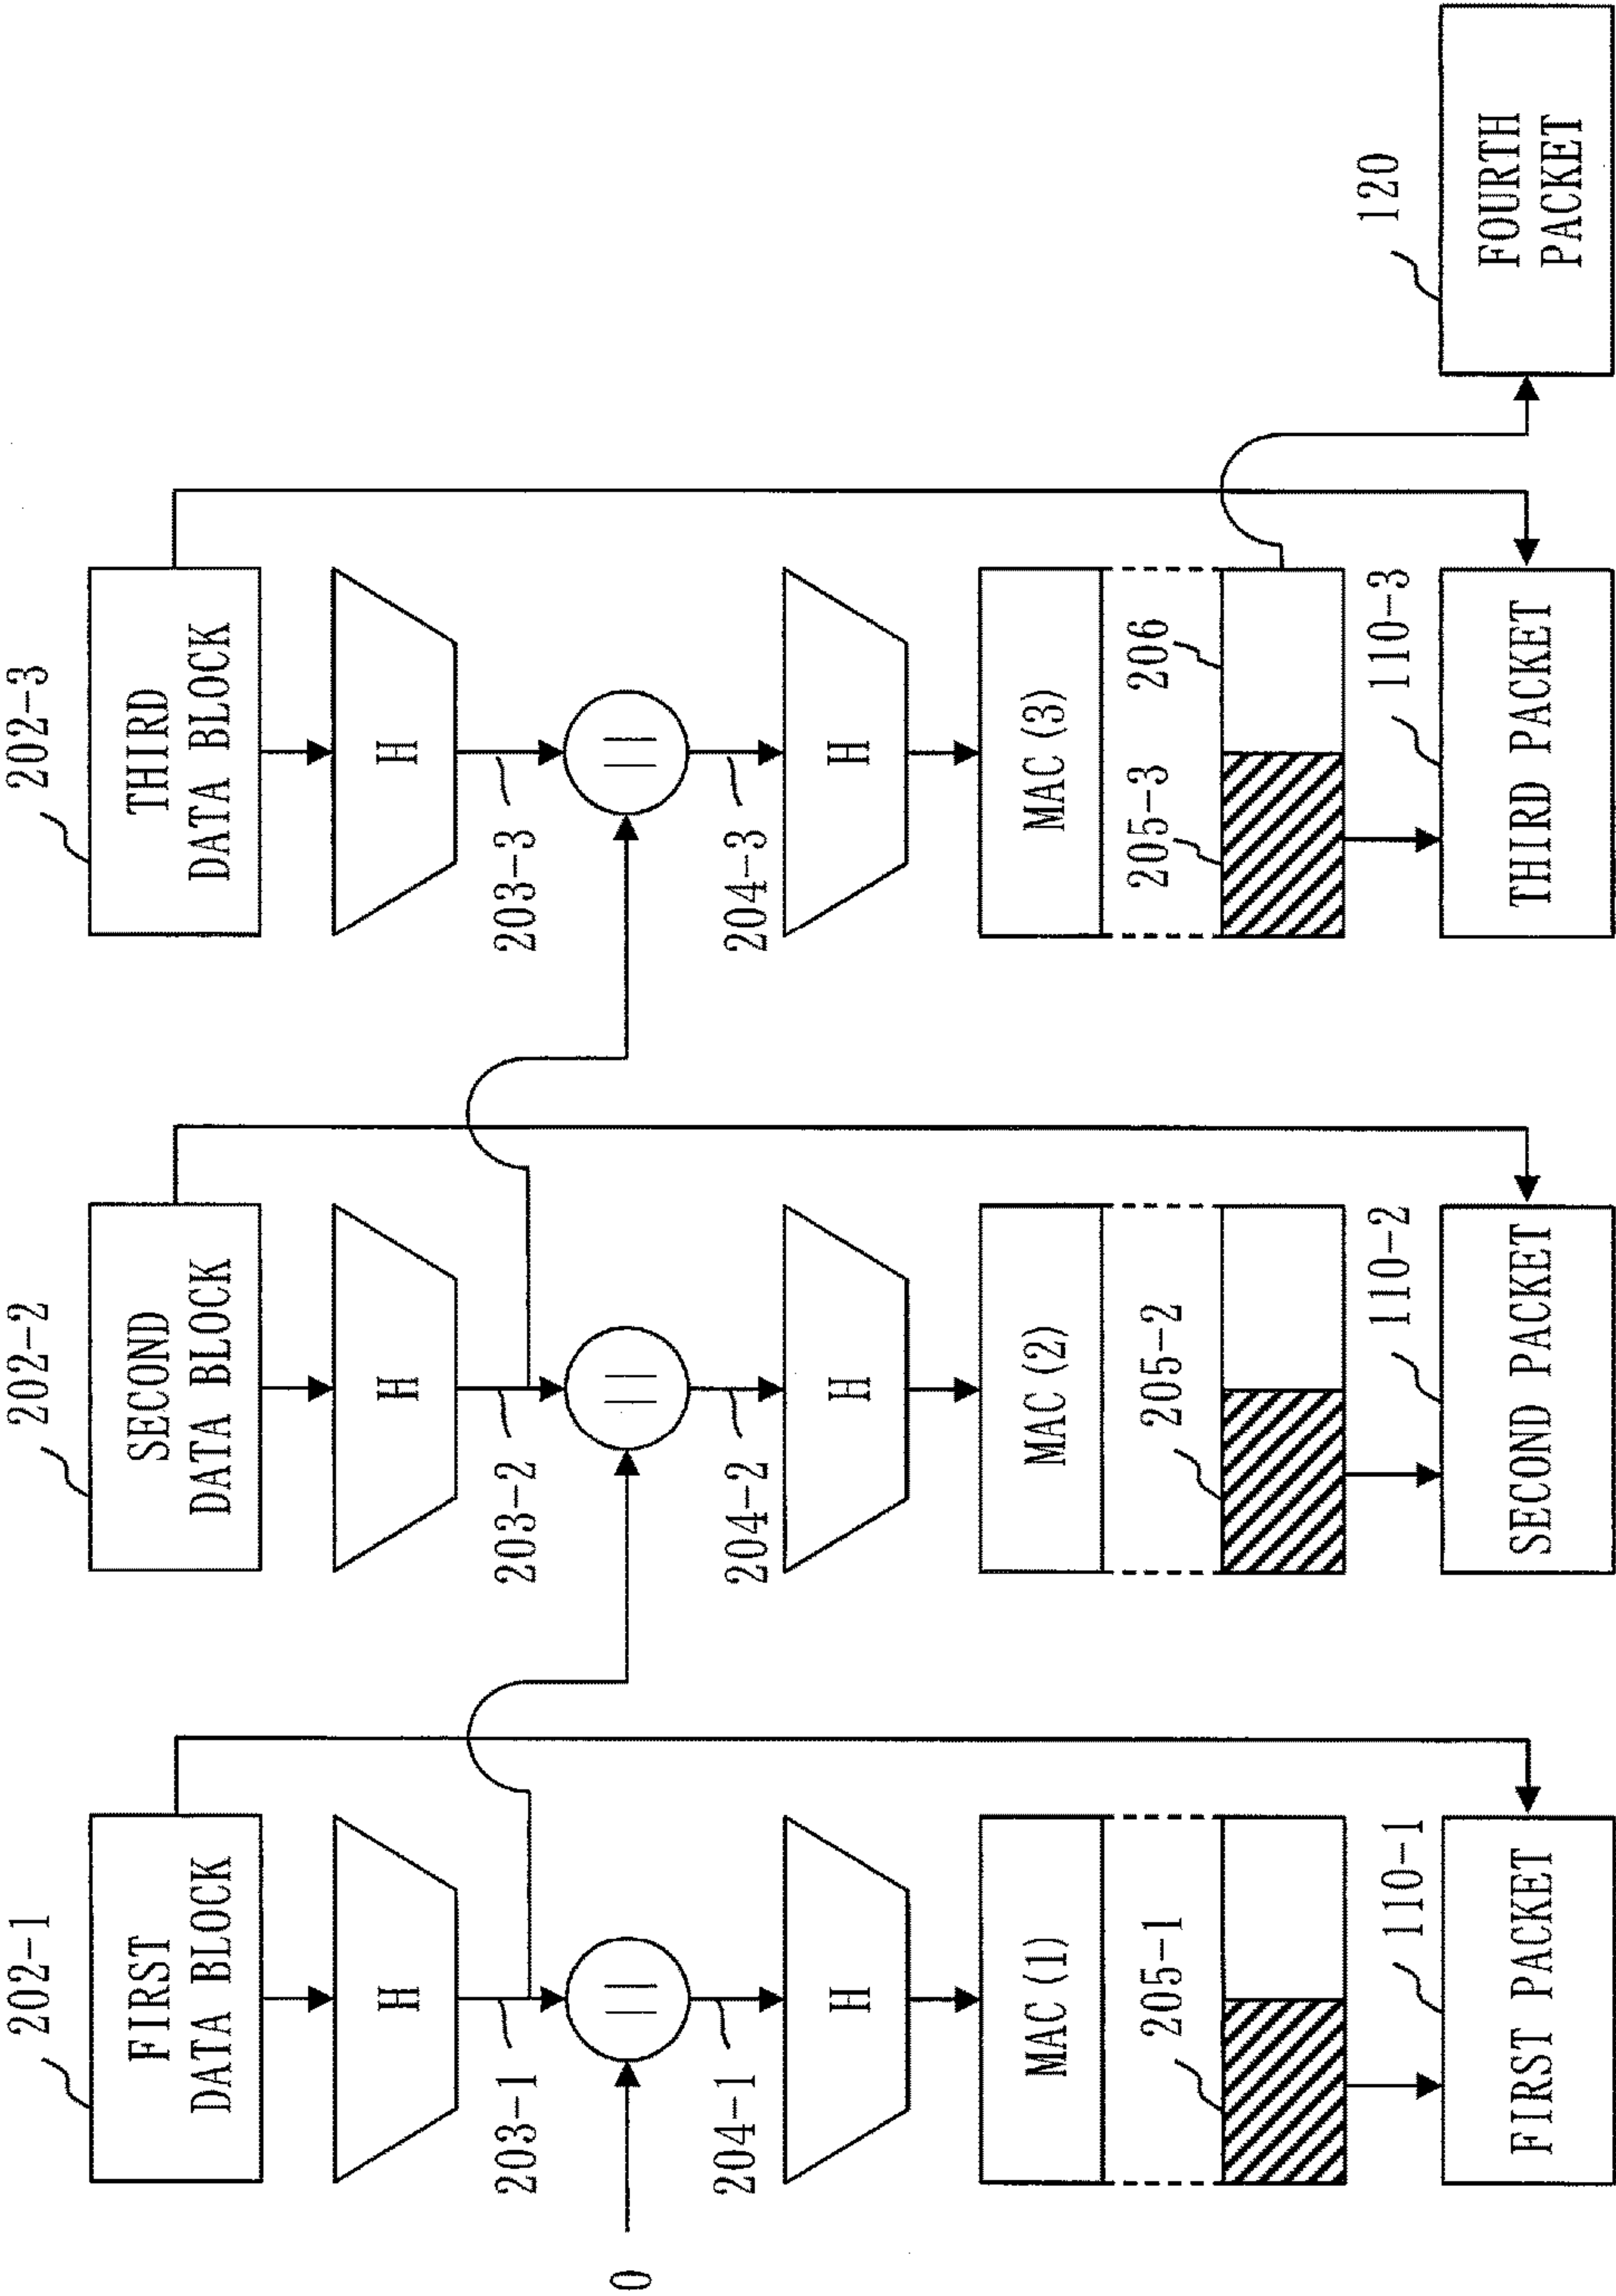 202-1
FIRST
DATA BLOCK
202-2
SECOND
DATA BLOCK
202-3
THIRD
DATA BLOCK
H
H
H
203-1
203-2
203-3
0
||
||
||
204-1
204-2
204-3
H
H
H
MAC (1)
MAC (2)
MAC (3)
205-1
205-2
205-3
206
110-1
110-2
110-3
120
FIRST PACKET
SECOND PACKET
THIRD PACKET
FOURTH
PACKET